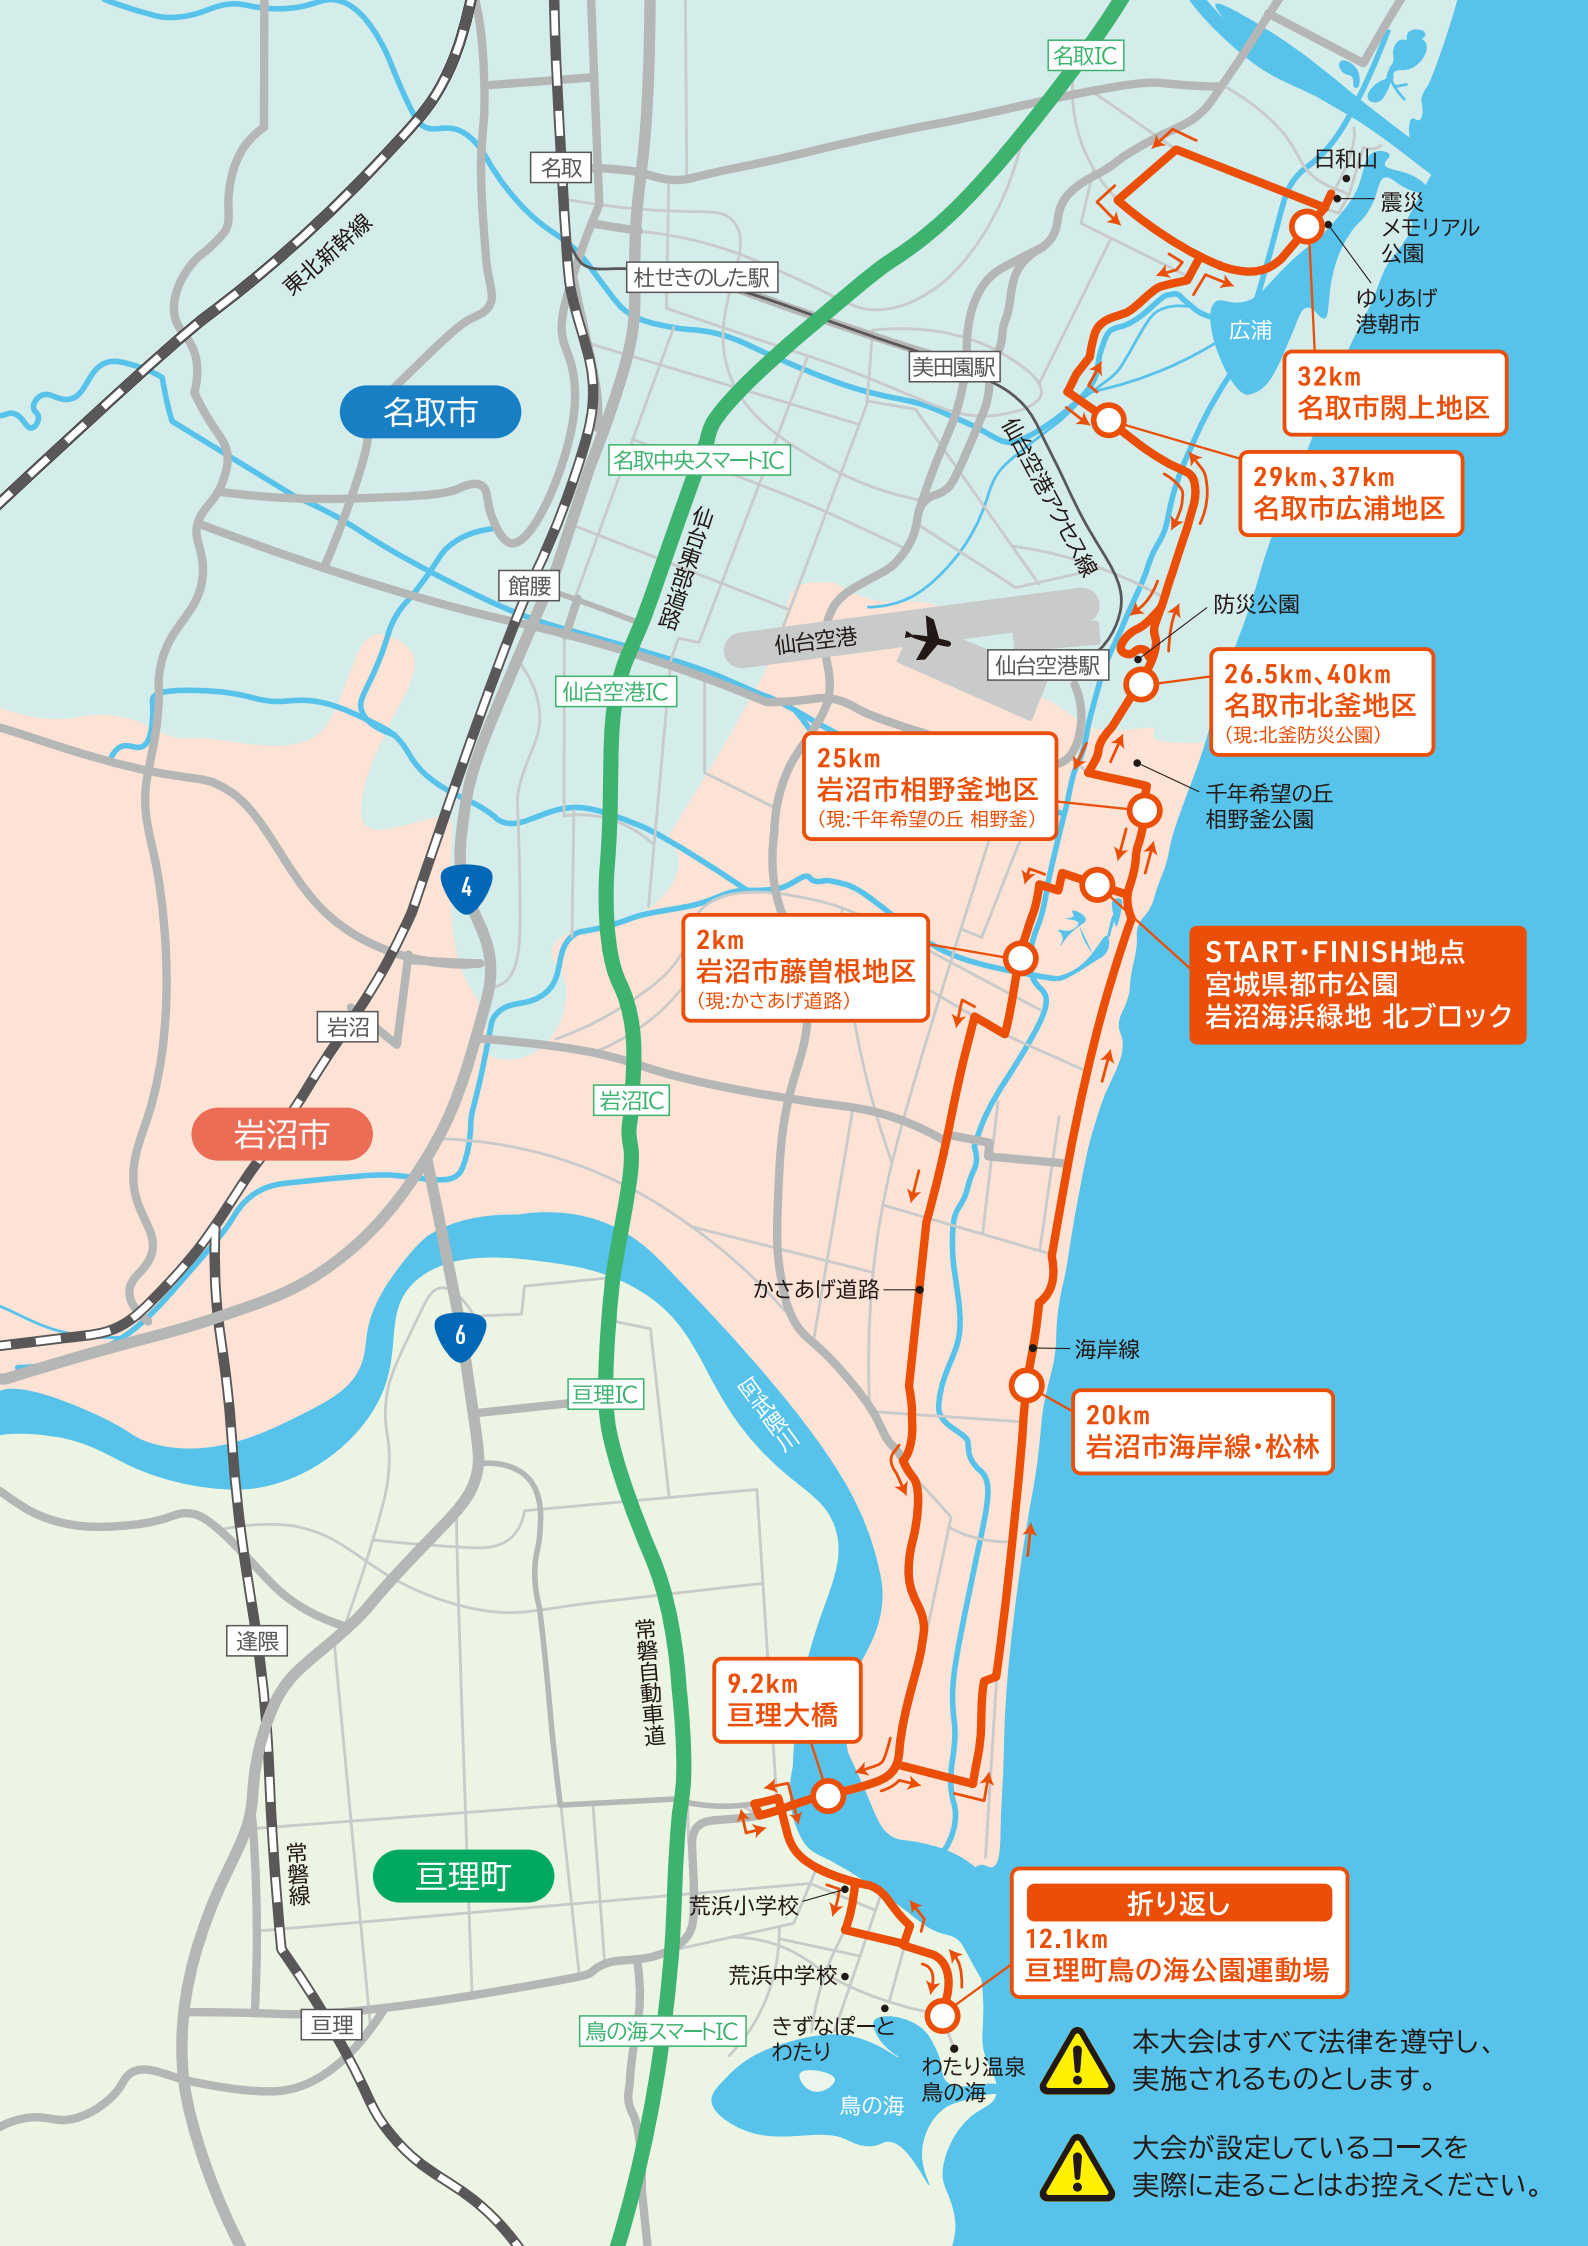 名取IC
日和山
名取
震災
メモリアル
公園
東北新幹線
杜せきのした駅
ゆりあげ
港朝市
広浦
美田園駅
32km
名取市閖上地区
名取市
仙台空港アクセス線
名取中央スマートIC
29km、37km
名取市広浦地区
仙台東部道路
館腰
防災公園
仙台空港
仙台空港駅
26.5km、40km
名取市北釜地区
（現:北釜防災公園）
仙台空港IC
25km
岩沼市相野釜地区
（現:千年希望の丘 相野釜）
千年希望の丘
相野釜公園
4
2km
岩沼市藤曽根地区
（現:かさあげ道路）
START・FINISH地点
宮城県都市公園
岩沼海浜緑地 北ブロック
岩沼
岩沼IC
岩沼市
かさあげ道路
6
海岸線
亘理IC
阿武隈川
20km
岩沼市海岸線・松林
逢隈
常磐自動車道
9.2km
亘理大橋
常磐線
亘理町
荒浜小学校
折り返し
12.1km
亘理町鳥の海公園運動場
荒浜中学校
亘理
鳥の海スマートIC
きずなぽーと
わたり
わたり温泉
鳥の海
鳥の海
本大会はすべて法律を遵守し、
実施されるものとします。
大会が設定しているコースを
実際に走ることはお控えください。